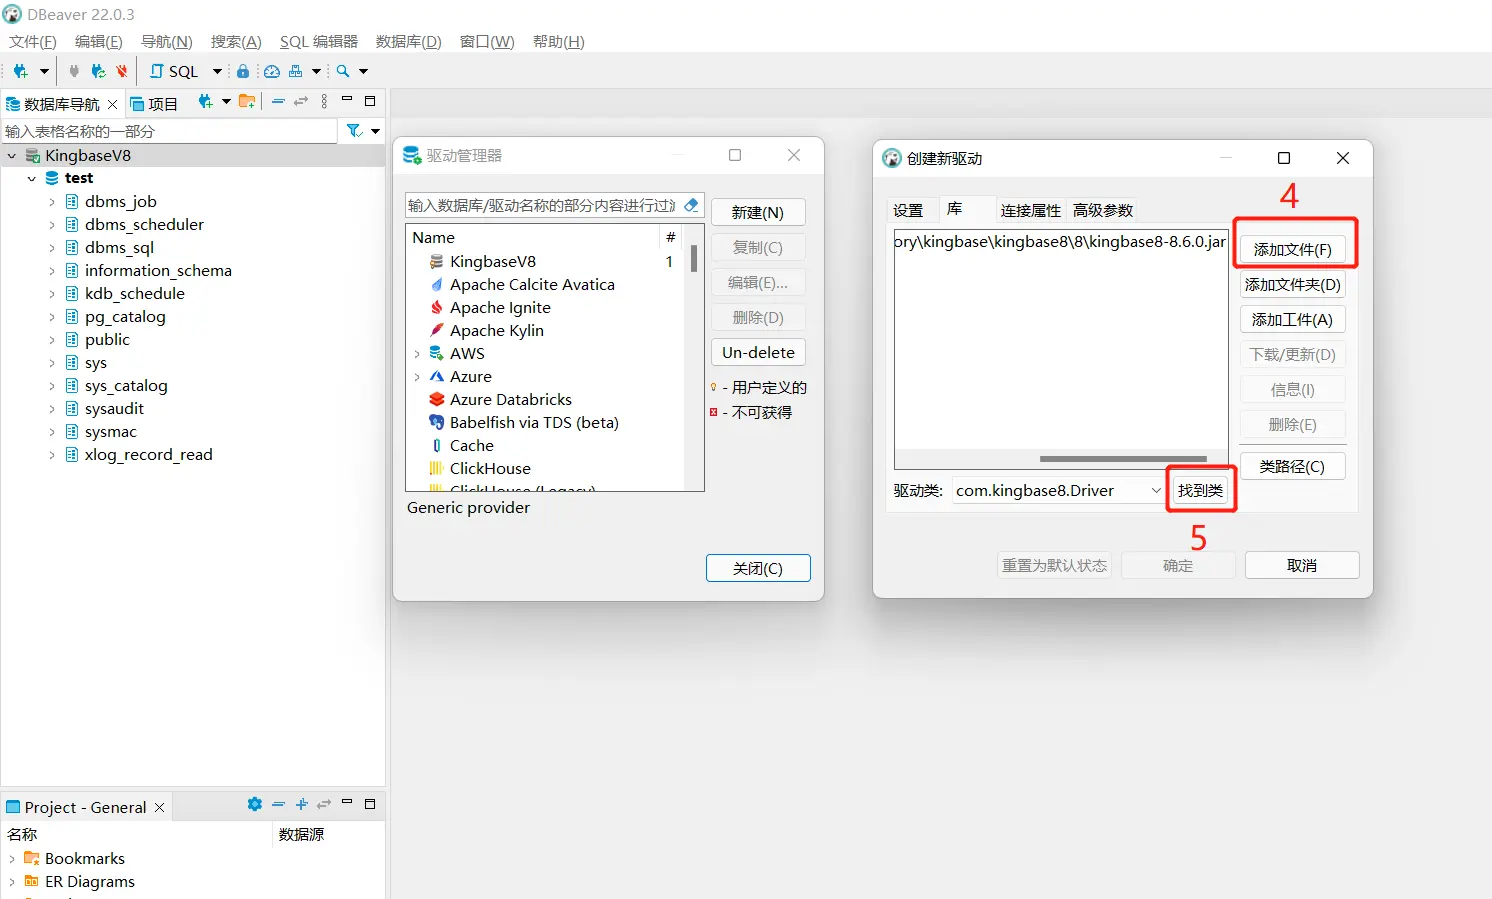 DBeaver 22.0.3
文件(F) 编辑(E) 导航(N) 搜索(A) SQL 编辑器 数据库(D) 窗口(W) 帮助(H)
SQL
数据库导航 项目
输入表格名称的一部分
KingbaseV8
test
dbms_job
dbms_scheduler
dbms_sql
information_schema
kdb_schedule
pg_catalog
public
sys
sys_catalog
sysaudit
sysmac
xlog_record_read
Project - General
名称 数据源
Bookmarks
ER Diagrams
驱动管理器
输入数据库/驱动名称的部分内容进行过滤
Name #
KingbaseV8 1
Apache Calcite Avatica
Apache Ignite
Apache Kylin
AWS
Azure
Azure Databricks
Babelfish via TDS (beta)
Cache
ClickHouse
ClickHouse (Legacy)
Generic provider
新建(N)
复制(C)
编辑(E)...
删除(D)
Un-delete
- 用户定义的
- 不可获得
关闭(C)
创建新驱动
4
设置 库 连接属性 高级参数
ory\kingbase\kingbase8\8\kingbase8-8.6.0.jar
添加文件(F)
添加文件夹(D)
添加工件(A)
下载/更新(D)
信息(I)
删除(E)
类路径(C)
驱动类: com.kingbase8.Driver 找到类
5
重置为默认状态 确定 取消